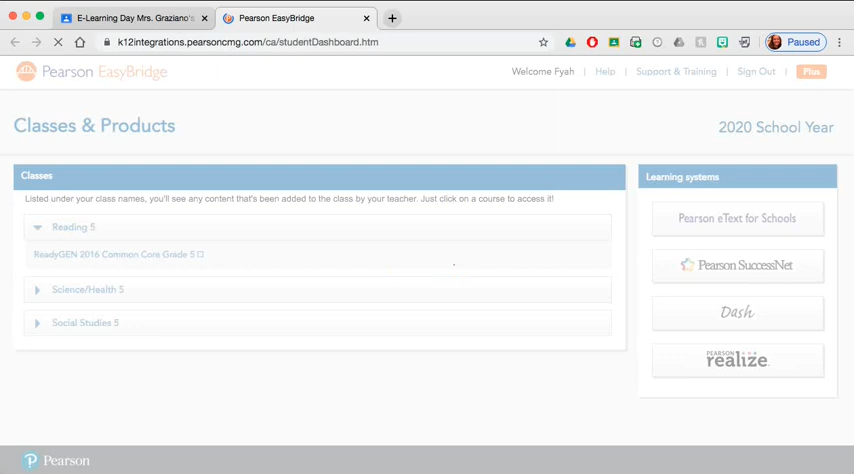 E-Learning Day Mrs. Graziano's
Pearson EasyBridge
k12integrations.pearsoncmg.com/ca/studentDashboard.htm
Paused
Pearson EasyBridge
Welcome Fyah
Help
Support & Training
Sign Out
Plus
Classes & Products
2020 School Year
Classes
Listed under your class names, you'll see any content that's been added to the class by your teacher. Just click on a course to access it!
Reading 5
ReadyGEN 2016 Common Core Grade 5
Science/Health 5
Social Studies 5
Learning systems
Pearson eText for Schools
Pearson SuccessNet
Dash
PEARSON
realize
Pearson